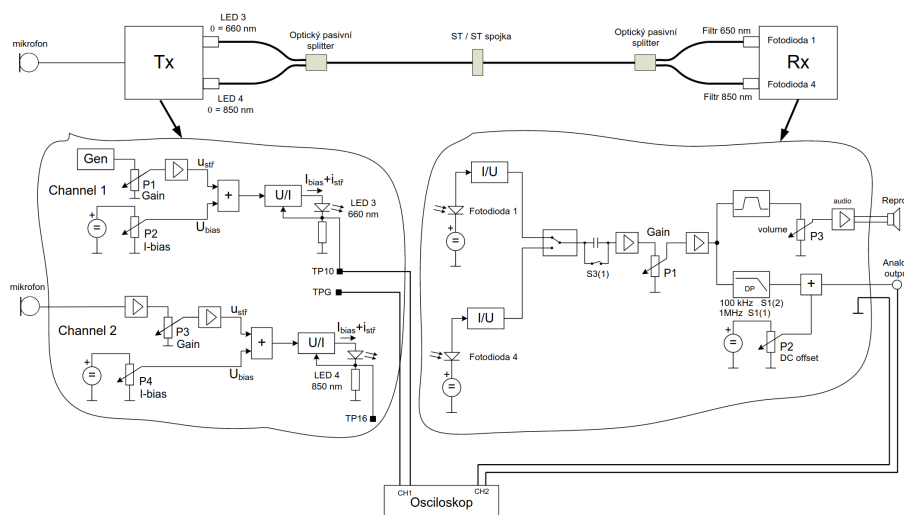 LED 3
θ = 660 nm
mikrofon
Tx
LED 4
θ = 850 nm
Optický pasivní
splitter
ST / ST spojka
Optický pasivní
splitter
Filtr 650 nm
Fotodioda 1
Rx
Fotodioda 4
Filtr 850 nm
Gen
Channel 1
P1
Gain
ustř
+
U/I
Ibias+istř
LED 3
660 nm
+
=
P2
I-bias
Ubias
TP10
TPG
mikrofon
Channel 2
P3
Gain
ustř
+
U/I
Ibias+istř
LED 4
850 nm
+
=
P4
I-bias
Ubias
TP16
I/U
Fotodioda 1
+
=
I/U
Fotodioda 4
+
=
S3(1)
Gain
P1
volume
P3
audio
Repro
Analog
output
DP
100 kHz S1(2)
1MHz S1(1)
+
+
=
P2
DC offset
CH1
CH2
Osciloskop